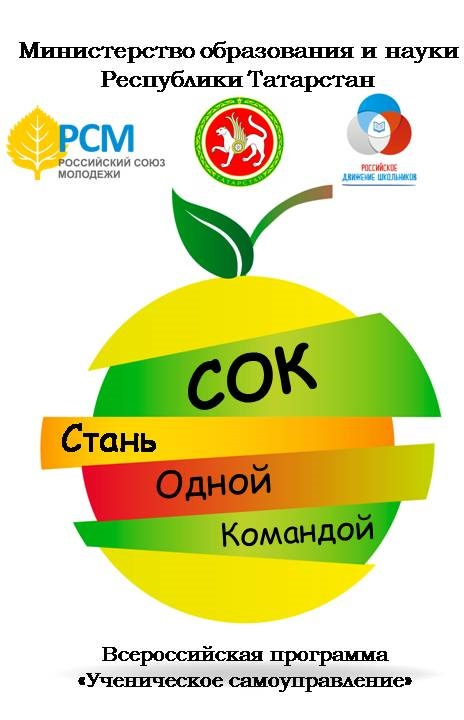 Министерство образования и науки
Республики Татарстан
РСМ
РОССИЙСКИЙ СОЮЗ
МОЛОДЕЖИ
ТАТАРСТАН
РОССИЙСКОЕ
ДВИЖЕНИЕ ШКОЛЬНИКОВ
СОК
Стань
Одной
Командой
Всероссийская программа
«Ученическое самоуправление»